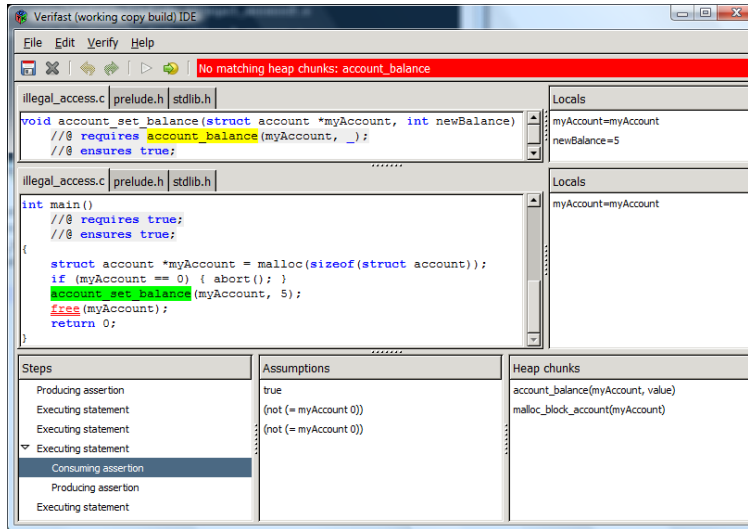 Verifast (working copy build) IDE
File Edit Verify Help
No matching heap chunks: account_balance
illegal_access.c prelude.h stdlib.h
void account_set_balance(struct account *myAccount, int newBalance)
//@ requires account_balance(myAccount, _);
//@ ensures true;
Locals
myAccount=myAccount
newBalance=5
illegal_access.c prelude.h stdlib.h
int main()
//@ requires true;
//@ ensures true;
{
struct account *myAccount = malloc(sizeof(struct account));
if (myAccount == 0) { abort(); }
account_set_balance(myAccount, 5);
free(myAccount);
return 0;
}
Locals
myAccount=myAccount
Steps
Producing assertion
Executing statement
Executing statement
Executing statement
Consuming assertion
Producing assertion
Executing statement
Assumptions
true
(not (= myAccount 0))
(not (= myAccount 0))
Heap chunks
account_balance(myAccount, value)
malloc_block_account(myAccount)